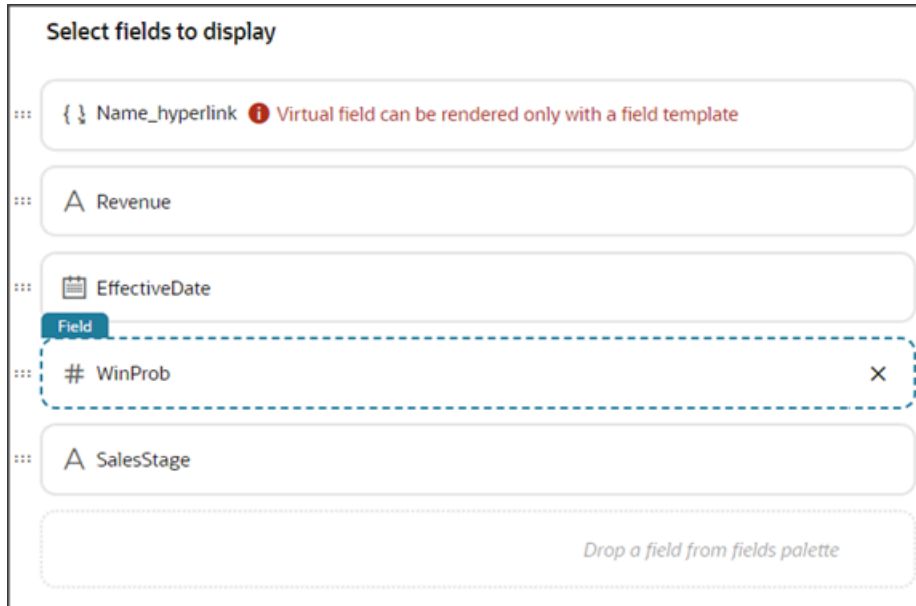 Select fields to display
Name_hyperlink Virtual field can be rendered only with a field template
A Revenue
EffectiveDate
Field
# WinProb
A SalesStage
Drop a field from fields palette